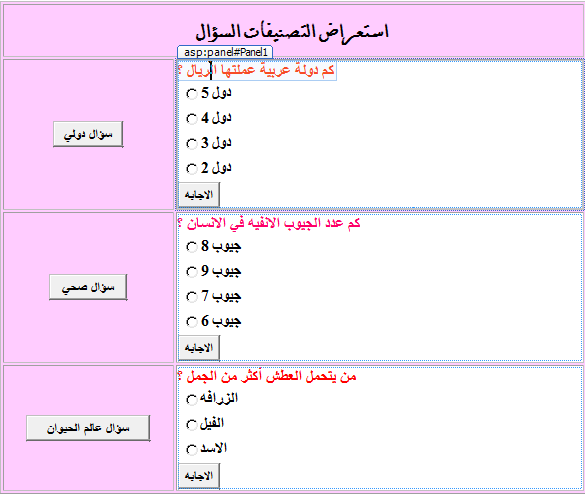 استعراض التصنيفات السؤال
asp:panel#Panel1
كم دولة عربية عملتها الريال ؟
5 دول
4 دول
3 دول
2 دول
الاجابه
سؤال دولي
كم عدد الجيوب الانفيه في الانسان ؟
8 جيوب
9 جيوب
7 جيوب
6 جيوب
الاجابه
سؤال صحي
من يتحمل العطش أكثر من الجمل ؟
الزرافه
الفيل
الاسد
الاجابه
سؤال عالم الحيوان